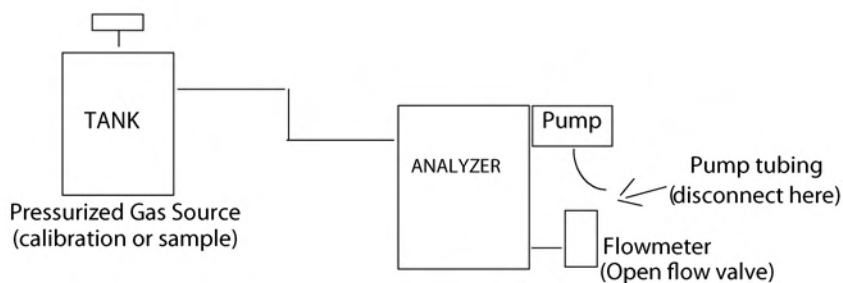 TANK
Pressurized Gas Source
(calibration or sample)
ANALYZER
Pump
Pump tubing
(disconnect here)
Flowmeter
(Open flow valve)